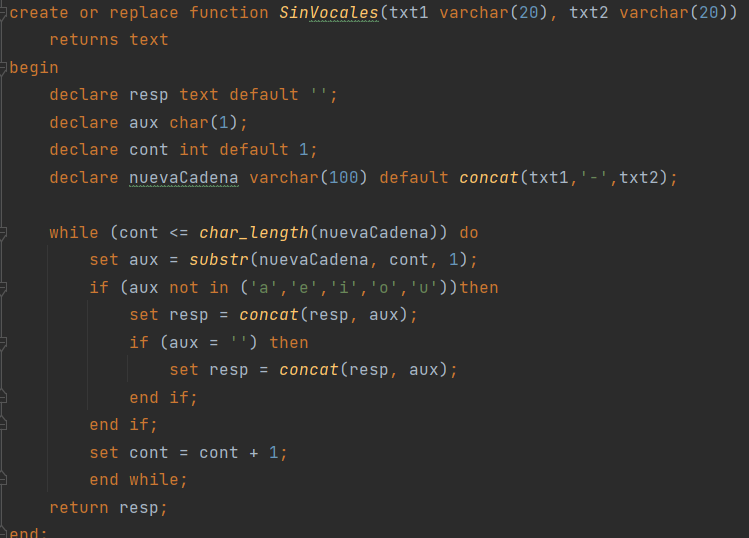 create or replace function SinVocales(txt1 varchar(20), txt2 varchar(20))
    returns text
begin
    declare resp text default '';
    declare aux char(1);
    declare cont int default 1;
    declare nuevaCadena varchar(100) default concat(txt1,'-',txt2);

    while (cont <= char_length(nuevaCadena)) do
        set aux = substr(nuevaCadena, cont, 1);
        if (aux not in ('a','e','i','o','u'))then
            set resp = concat(resp, aux);
            if (aux = '') then
                set resp = concat(resp, aux);
            end if;
        end if;
        set cont = cont + 1;
        end while;
    return resp;
end;